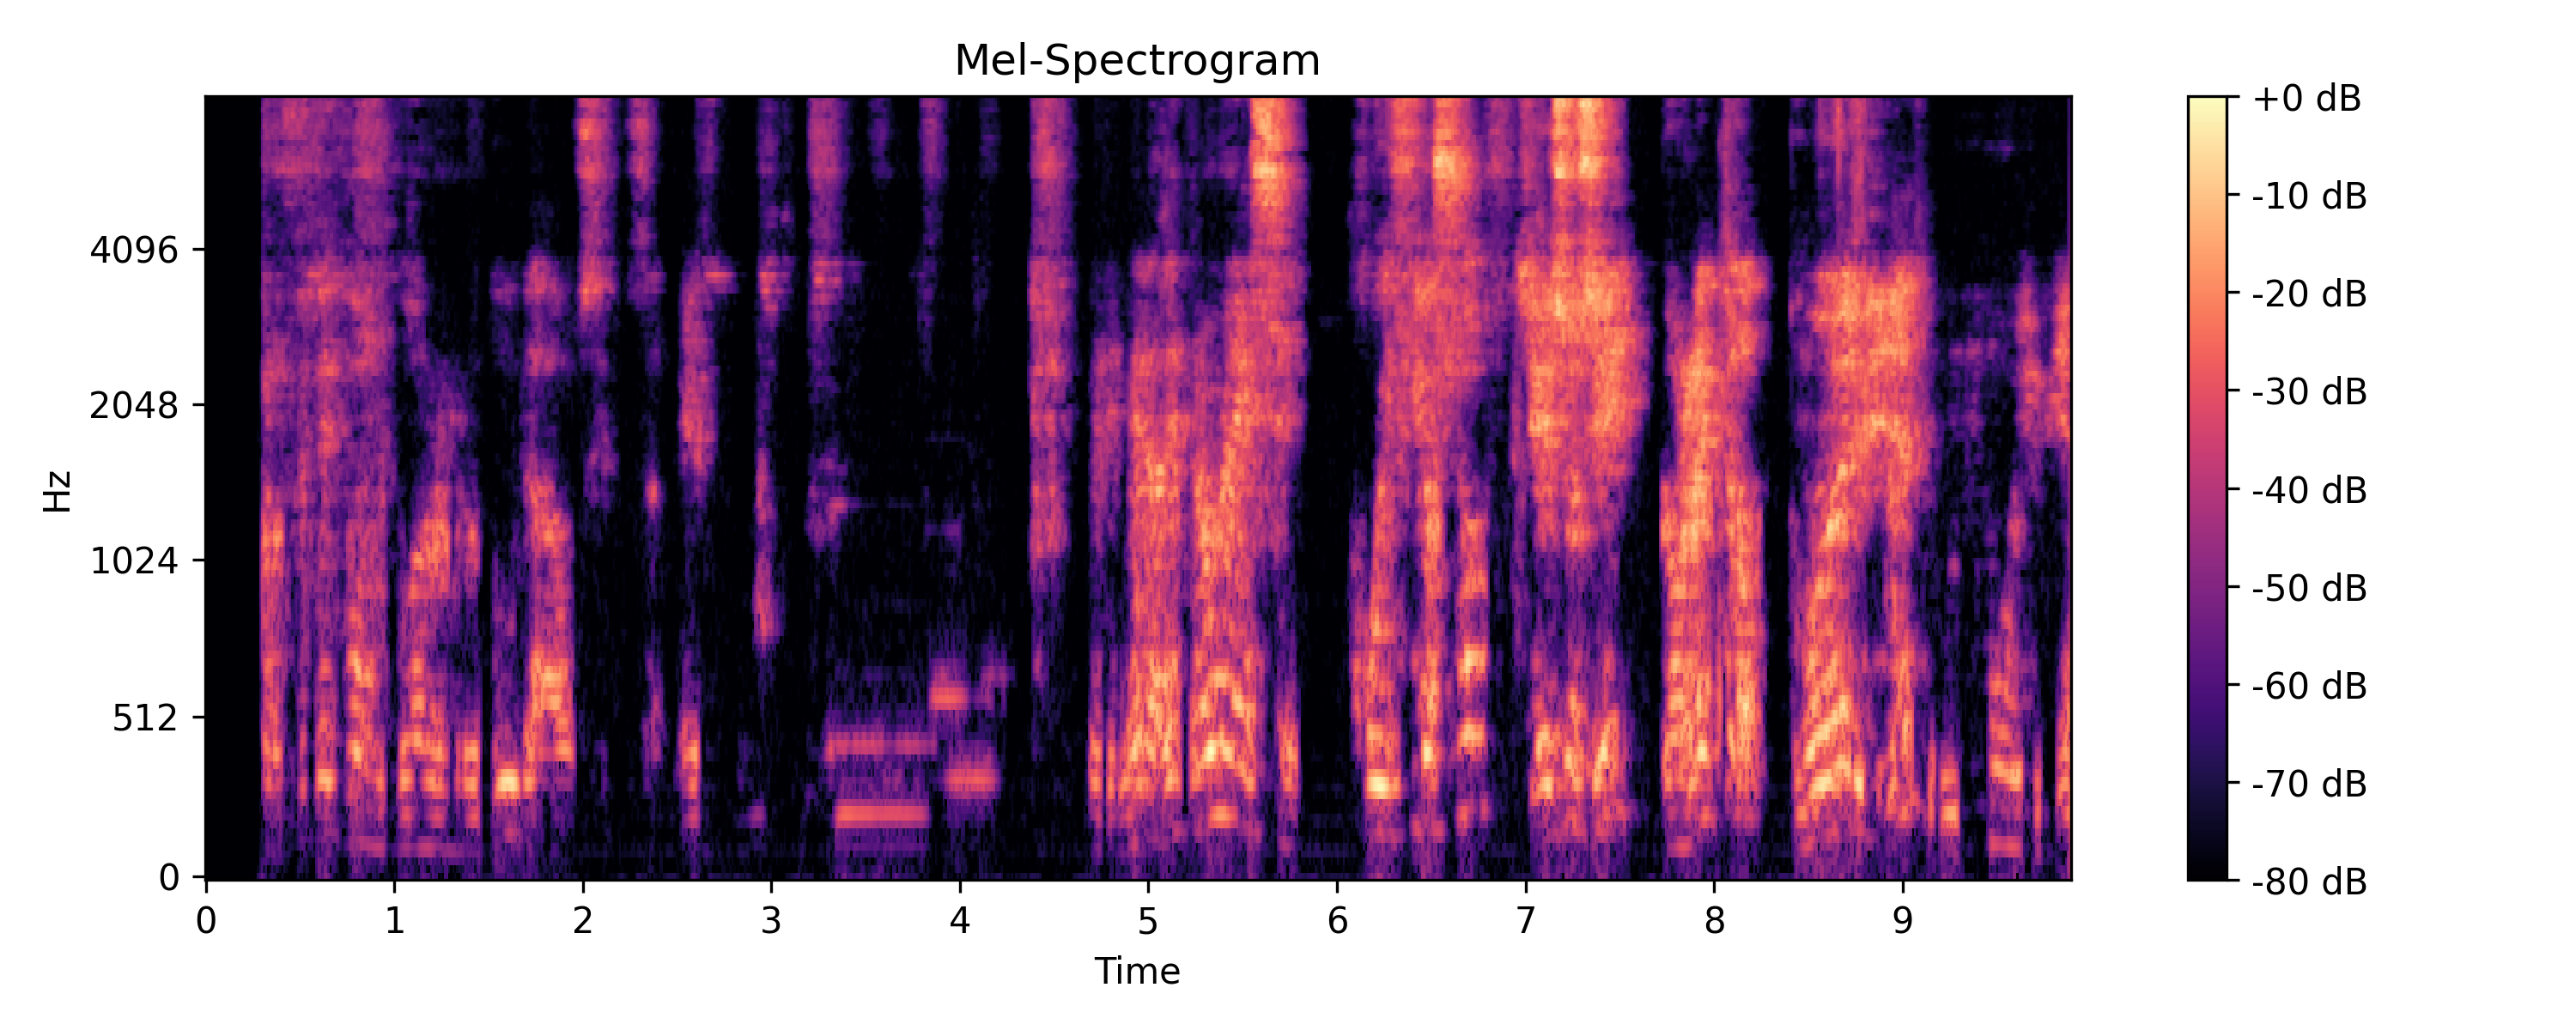 Mel-Spectrogram
+0 dB
-10 dB
-20 dB
-30 dB
-40 dB
-50 dB
-60 dB
-70 dB
-80 dB
4096
2048
1024
512
0
Hz
0 1 2 3 4 5 6 7 8 9
Time